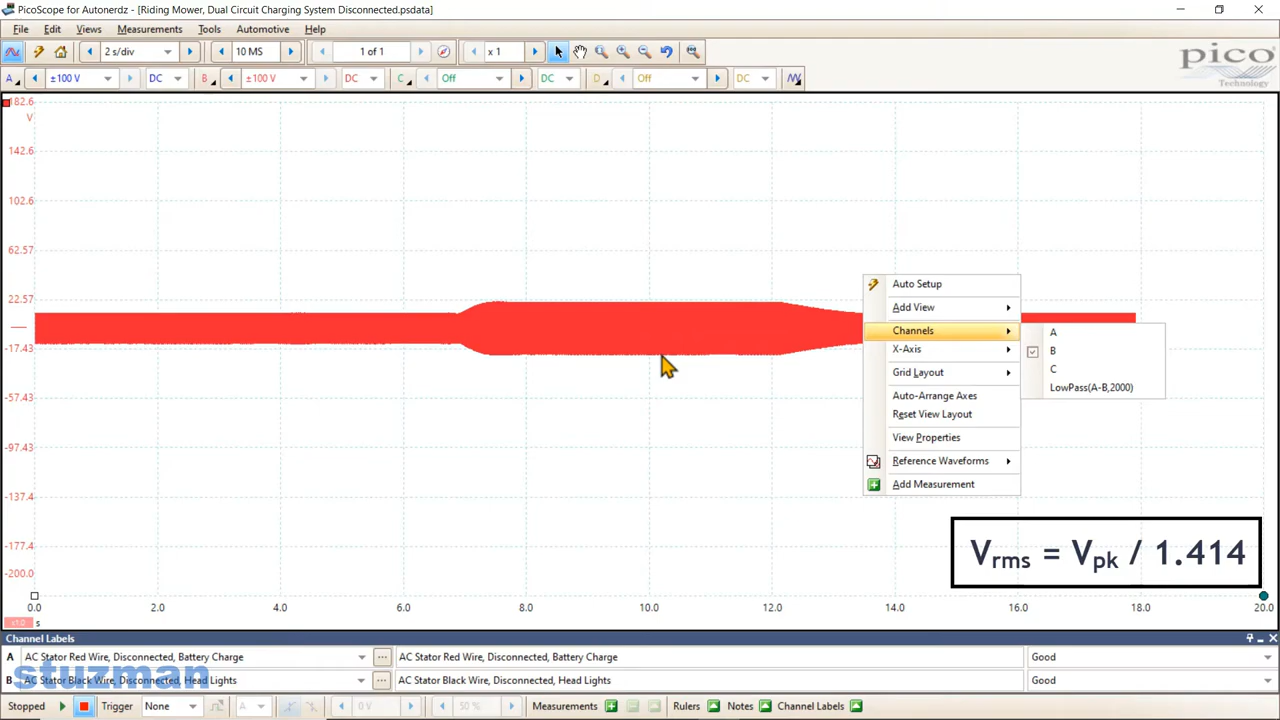 PicoScope for Autonerdz - [Riding Mower, Dual Circuit Charging System Disconnected.psdata]
File Edit Views Measurements Tools Automotive Help
2 s/div 10 MS 1 of 1 x 1
pico
Technology
A ±100 V DC B ±100 V DC C Off DC D Off DC
182.6
V
142.6
102.6
62.57
22.57
-17.43
-57.43
-97.43
-137.4
-177.4
-200.0
0.0 2.0 4.0 6.0 8.0 10.0 12.0 14.0 16.0 18.0 20.0
x1.0 s
Auto Setup
Add View
Channels
X-Axis
Grid Layout
Auto-Arrange Axes
Reset View Layout
View Properties
Reference Waveforms
Add Measurement
A
B
C
LowPass(A-B,2000)
Vrms = Vpk / 1.414
Channel Labels
A AC Stator Red Wire, Disconnected, Battery Charge AC Stator Red Wire, Disconnected, Battery Charge Good
B AC Stator Black Wire, Disconnected, Head Lights AC Stator Black Wire, Disconnected, Head Lights Good
stuzman
Stopped Trigger None A 0 V 50 % Measurements Rulers Notes Channel Labels